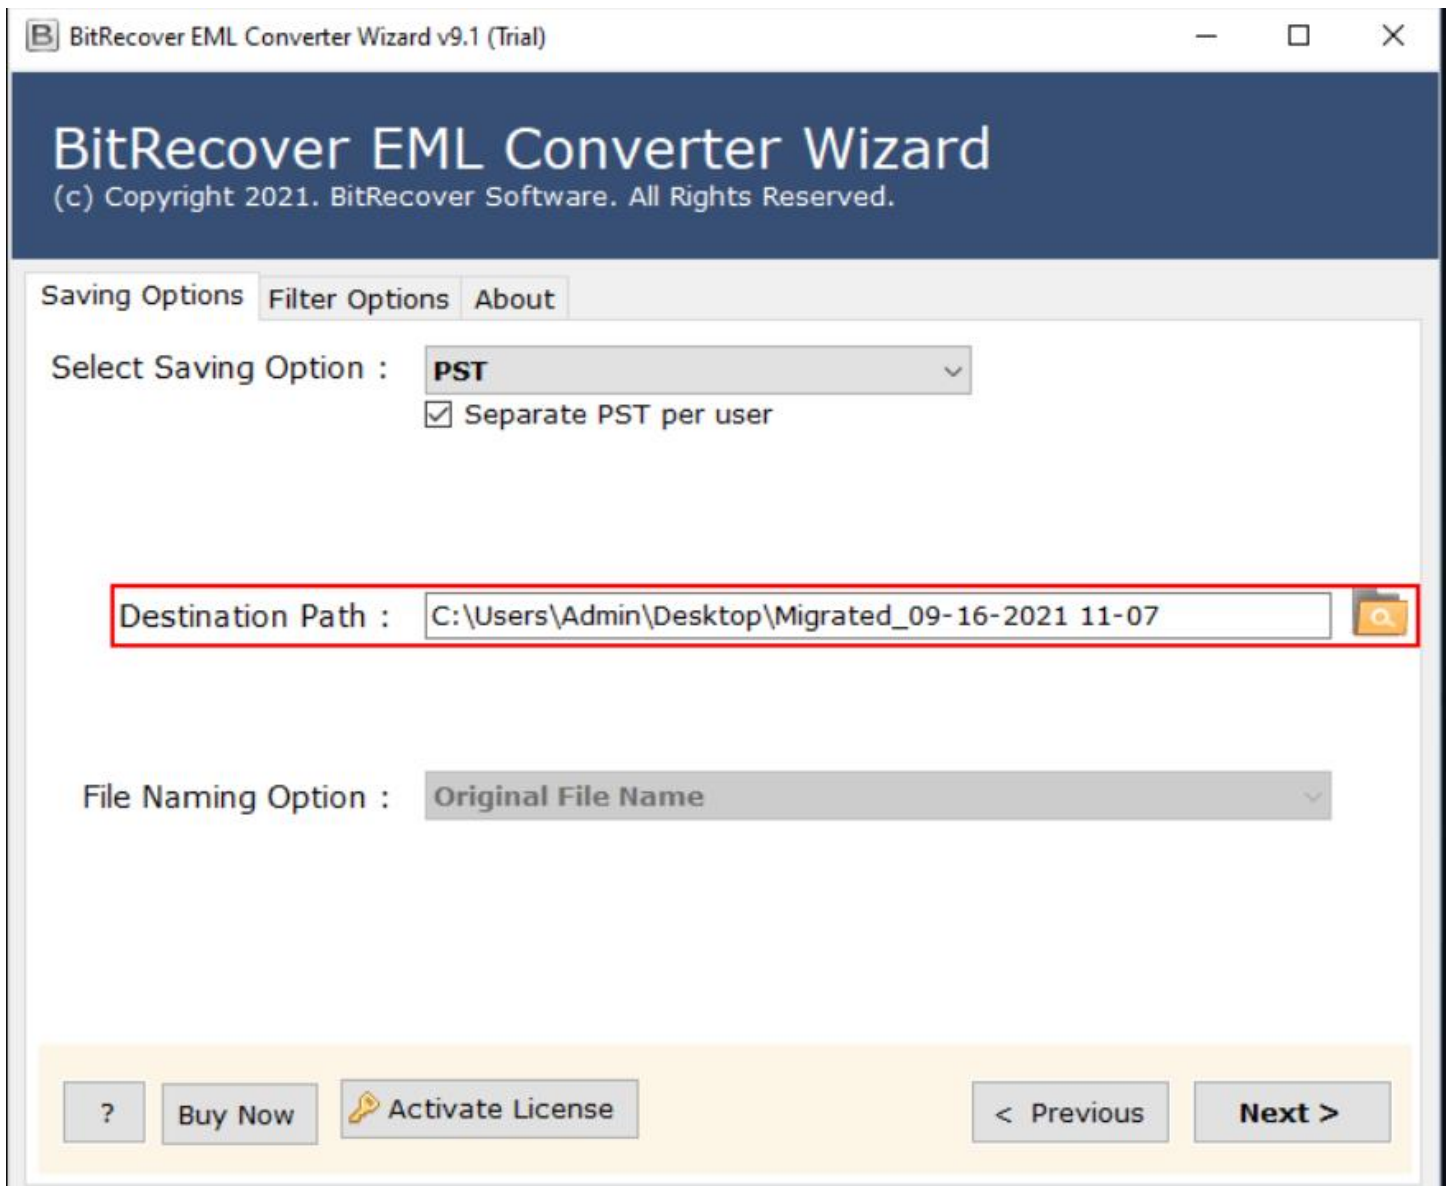 BitRecover EML Converter Wizard v9.1 (Trial)
BitRecover EML Converter Wizard
(c) Copyright 2021. BitRecover Software. All Rights Reserved.
Saving Options Filter Options About
Select Saving Option : PST
Separate PST per user
Destination Path : C:\Users\Admin\Desktop\Migrated_09-16-2021 11-07
File Naming Option : Original File Name
? Buy Now Activate License < Previous Next >